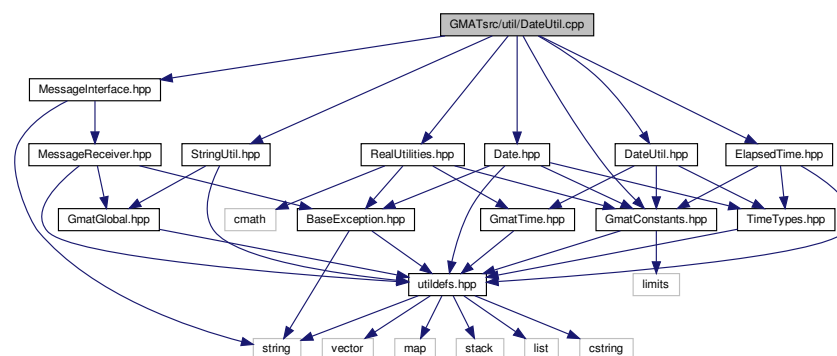 GMATsrc/util/DateUtil.cpp
MessageInterface.hpp
MessageReceiver.hpp
StringUtil.hpp
RealUtilities.hpp
Date.hpp
DateUtil.hpp
ElapsedTime.hpp
GmatGlobal.hpp
cmath
BaseException.hpp
GmatTime.hpp
GmatConstants.hpp
TimeTypes.hpp
utildefs.hpp
limits
string
vector
map
stack
list
cstring